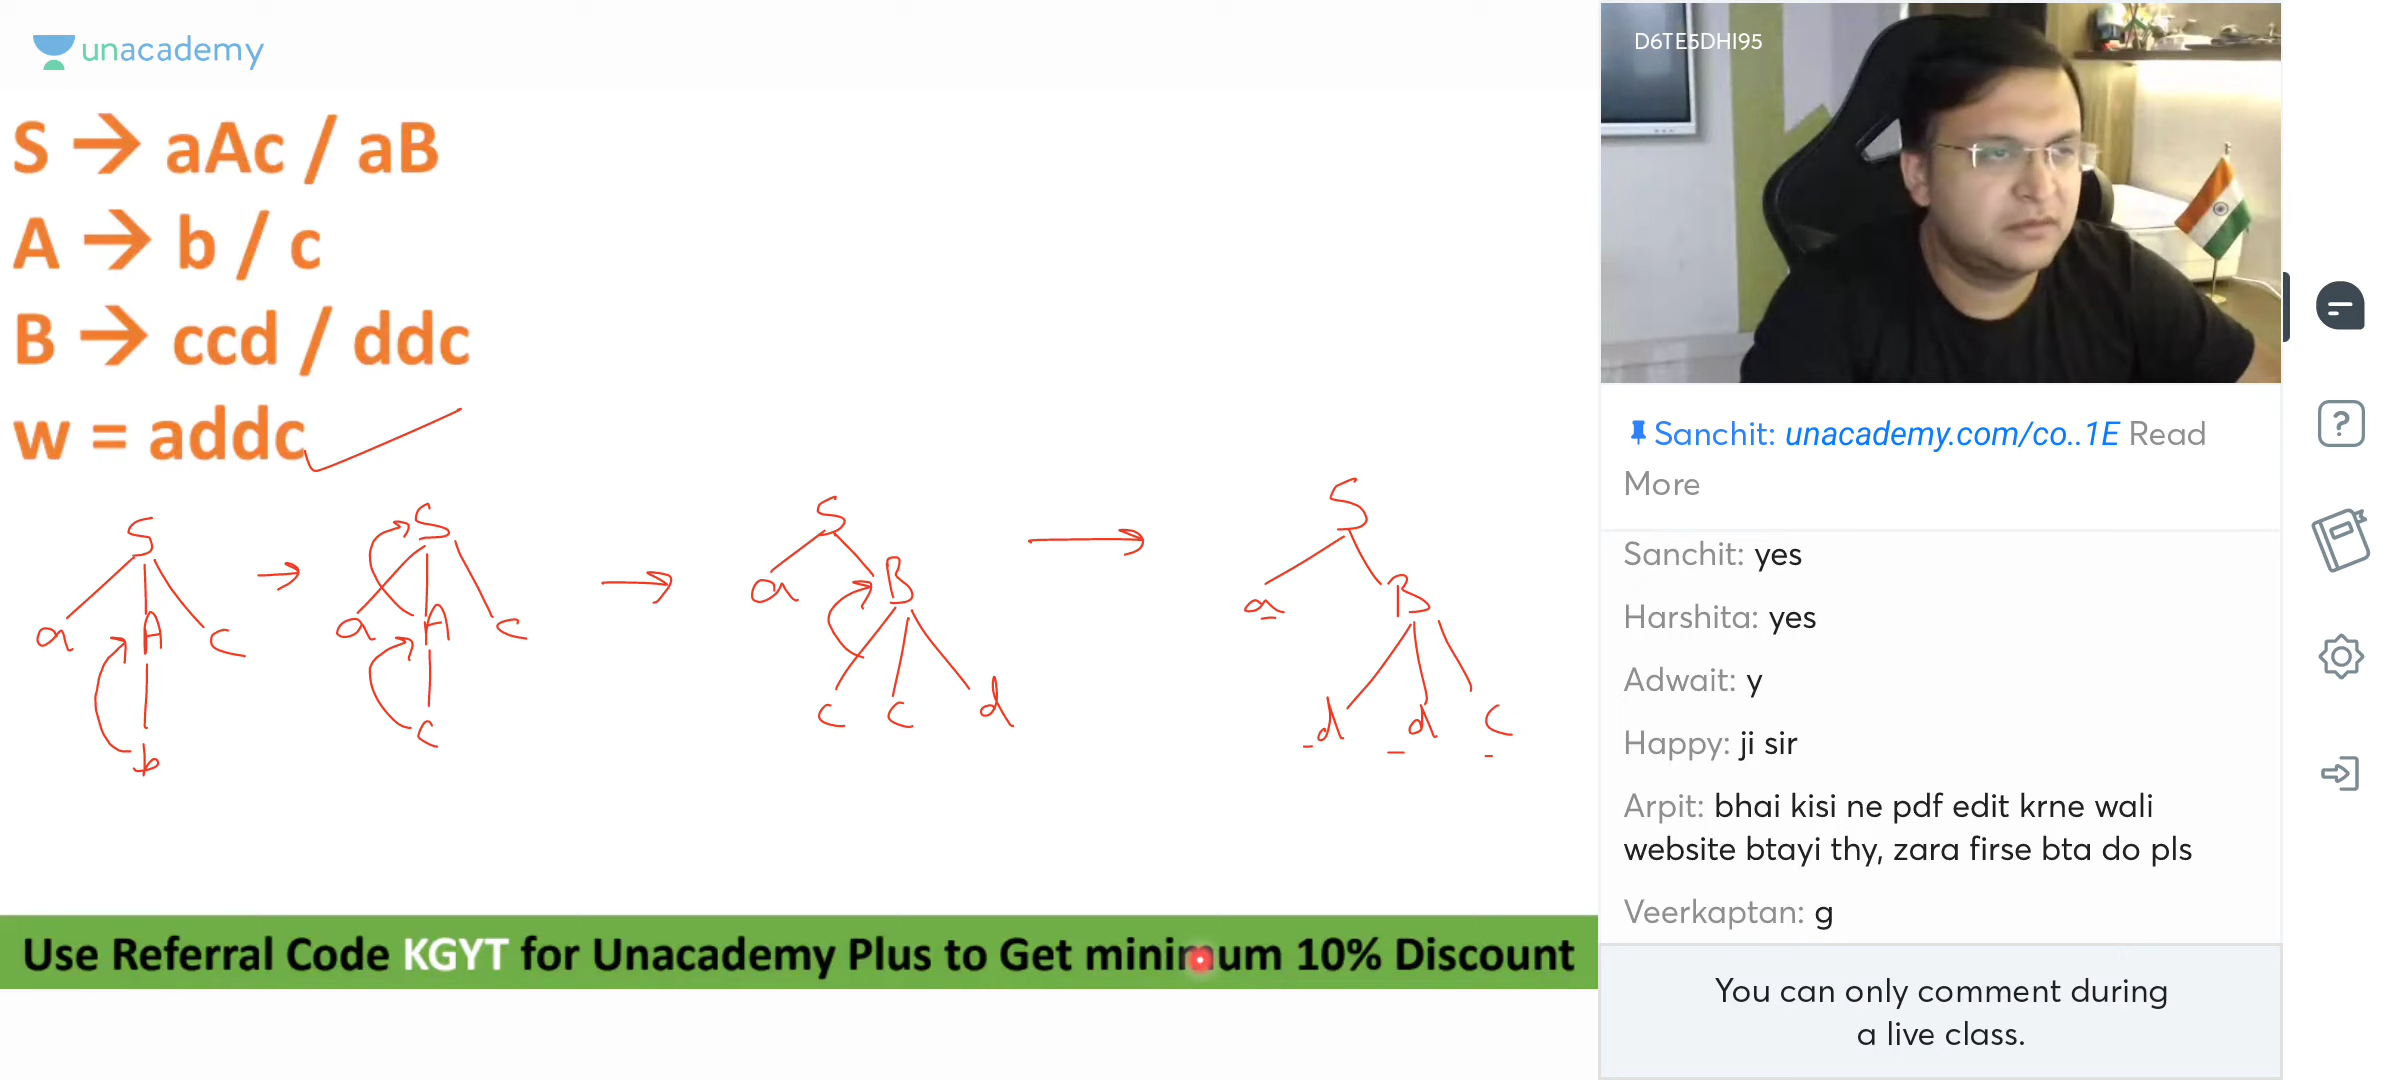 unacademy
S → aAc / aB
A → b / c
B → ccd / ddc
w = addc
S → S → S → S
a A c a A c a B a B
b c c c d d d c
Use Referral Code KGYT for Unacademy Plus to Get minimum 10% Discount
D6TE5DHI95
Sanchit: unacademy.com/co..1E Read
More
Sanchit: yes
Harshita: yes
Adwait: y
Happy: ji sir
Arpit: bhai kisi ne pdf edit krne wali
website btayi thy, zara firse bta do pls
Veerkaptan: g
You can only comment during
a live class.
?